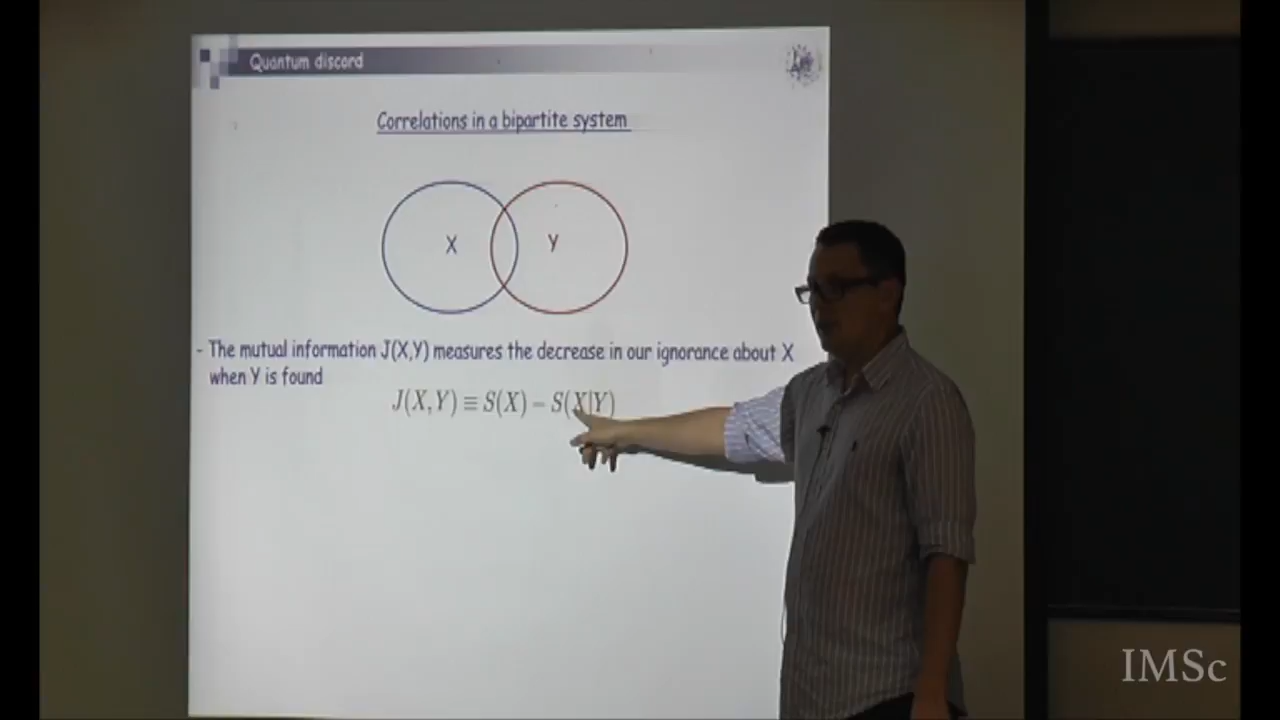 Quantum discord
Correlations in a bipartite system
X
Y
- The mutual information J(X,Y) measures the decrease in our ignorance about X
when Y is found
J(X,Y) ≡ S(X) − S(X|Y)
IMSc